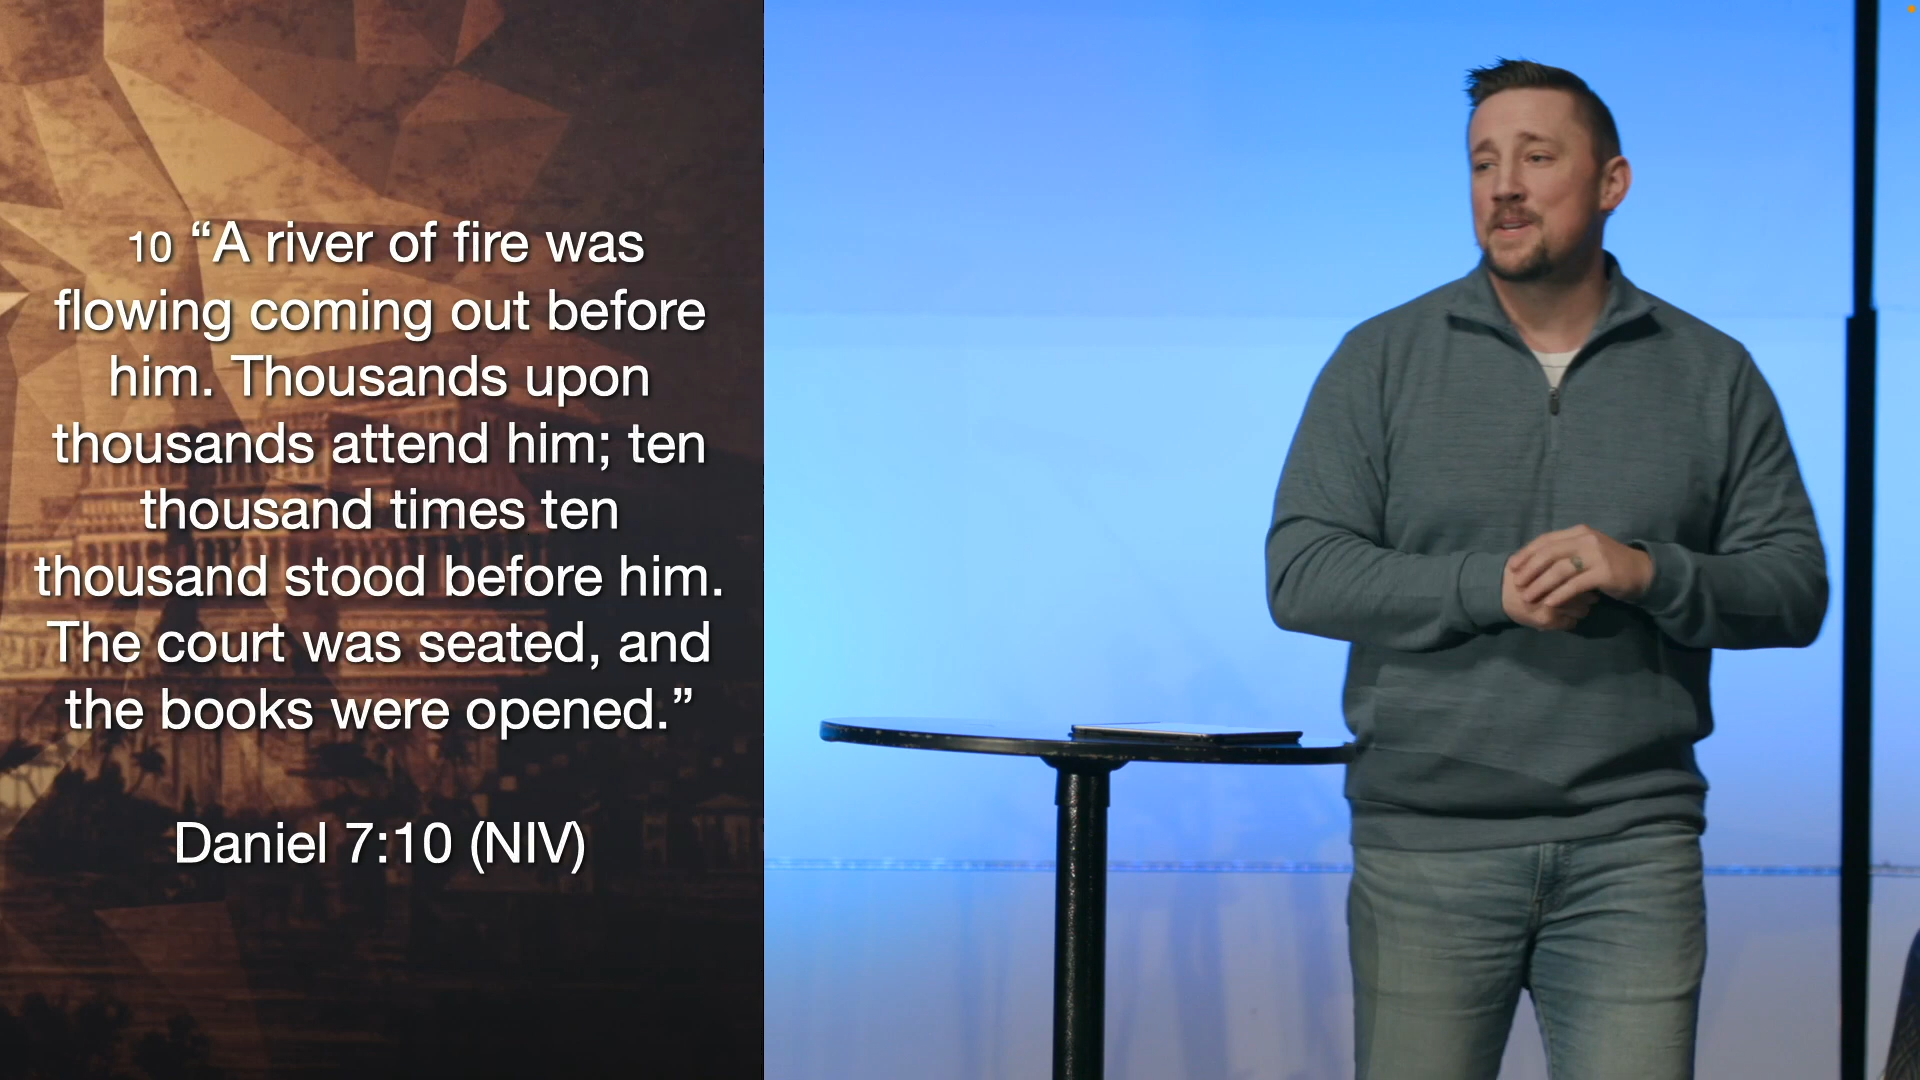 10 “A river of fire was
flowing coming out before
him. Thousands upon
thousands attend him; ten
thousand times ten
thousand stood before him.
The court was seated, and
the books were opened.”
Daniel 7:10 (NIV)